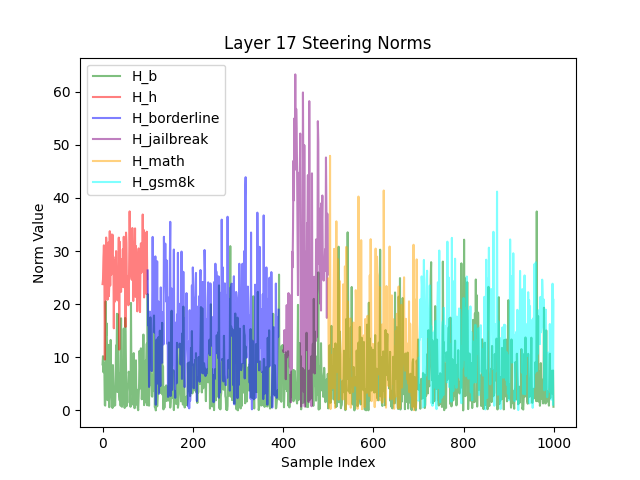 Layer 17 Steering Norms
H_b
H_h
H_borderline
H_jailbreak
H_math
H_gsm8k
Norm Value
60
50
40
30
20
10
0
0 200 400 600 800 1000
Sample Index